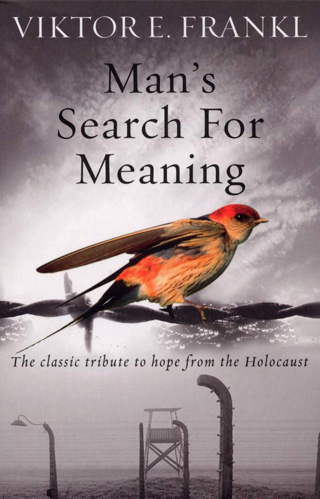 VIKTOR E. FRANKL
Man's
Search For
Meaning
The classic tribute to hope from the Holocaust